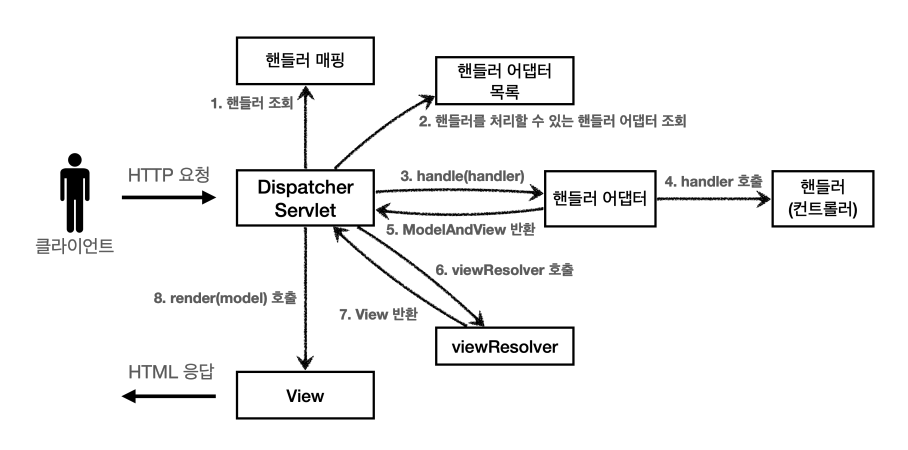 핸들러 매핑
핸들러 어댑터
목록
1. 핸들러 조회
2. 핸들러를 처리할 수 있는 핸들러 어댑터 조회
HTTP 요청
Dispatcher
Servlet
3. handle(handler)
핸들러 어댑터
4. handler 호출
핸들러
(컨트롤러)
클라이언트
5. ModelAndView 반환
6. viewResolver 호출
8. render(model) 호출
7. View 반환
viewResolver
HTML 응답
View